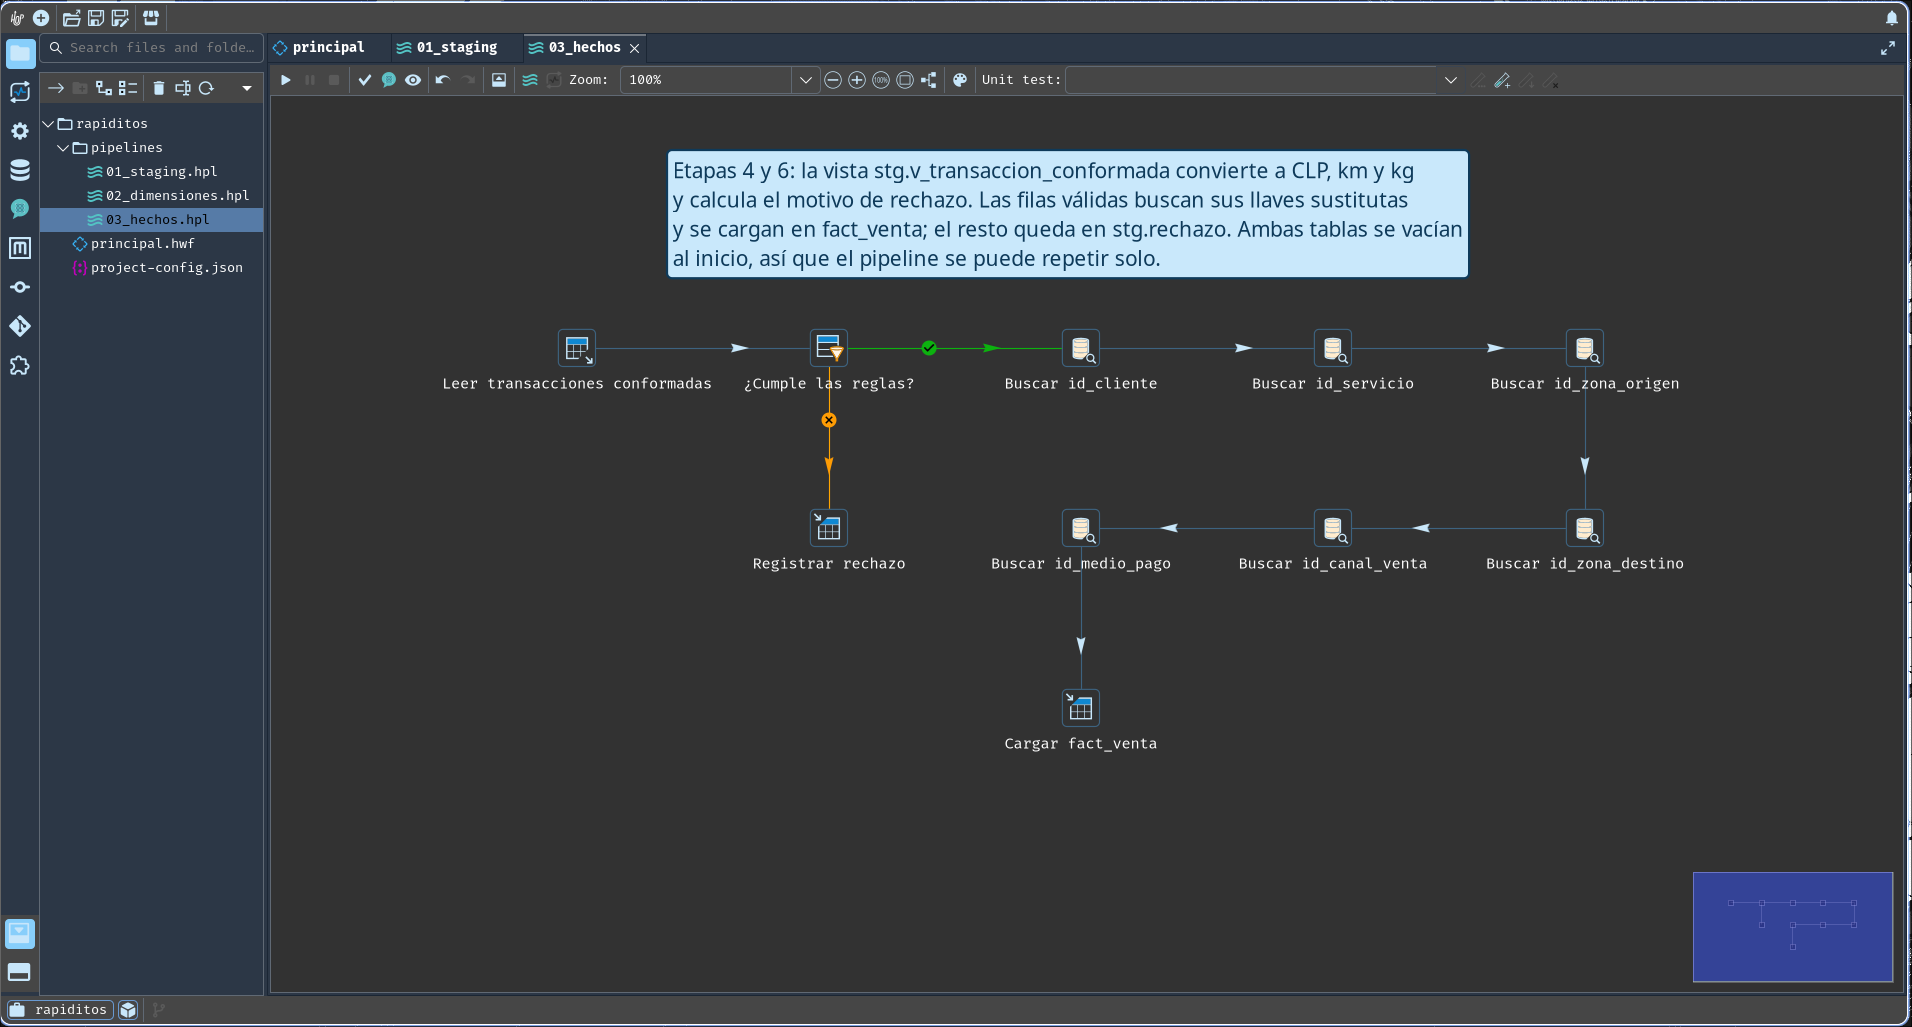 Hop
Search files and folde…
principal
01_staging
03_hechos
Zoom:
100%
100%
Unit test:
rapiditos
pipelines
01_staging.hpl
02_dimensiones.hpl
03_hechos.hpl
principal.hwf
project-config.json
Etapas 4 y 6: la vista stg.v_transaccion_conformada convierte a CLP, km y kg
y calcula el motivo de rechazo. Las filas válidas buscan sus llaves sustitutas
y se cargan en fact_venta; el resto queda en stg.rechazo. Ambas tablas se vacían
al inicio, así que el pipeline se puede repetir solo.
Leer transacciones conformadas
¿Cumple las reglas?
Buscar id_cliente
Buscar id_servicio
Buscar id_zona_origen
Registrar rechazo
Buscar id_medio_pago
Buscar id_canal_venta
Buscar id_zona_destino
Cargar fact_venta
rapiditos